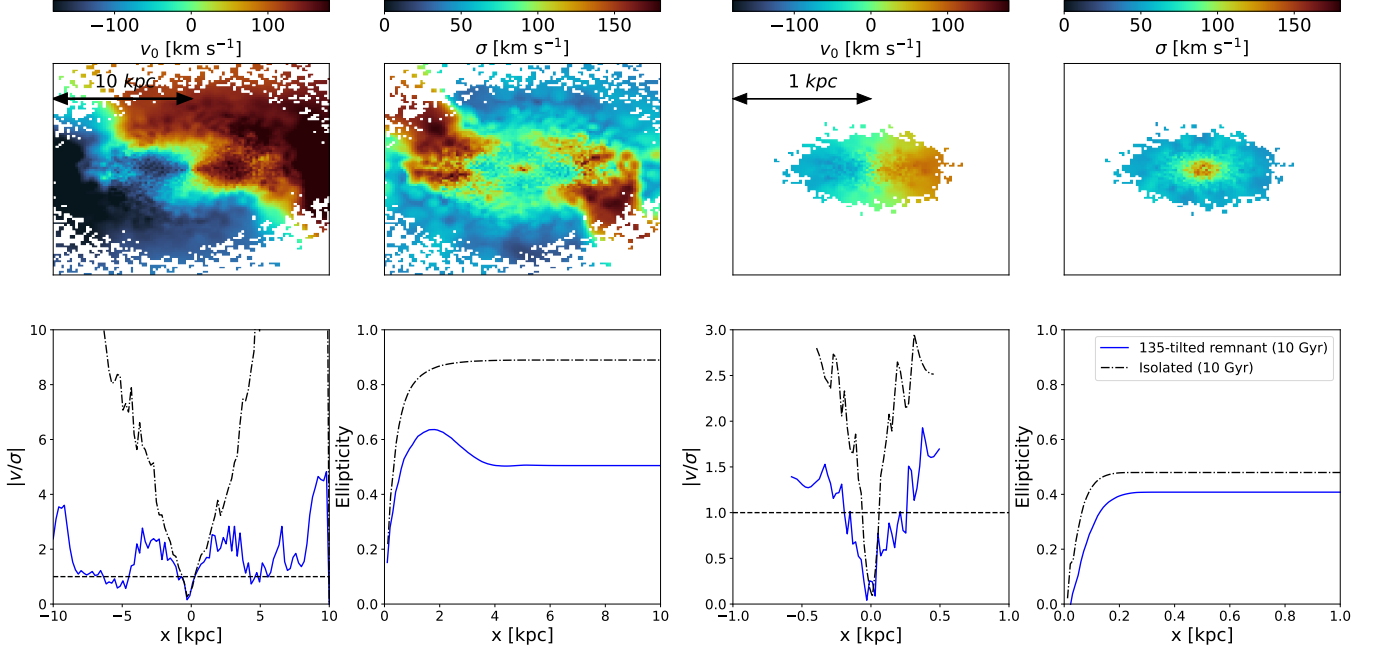 −100 0 100
0 50 100 150
−100 0 100
0 50 100 150
v₀ [km s⁻¹]
σ [km s⁻¹]
v₀ [km s⁻¹]
σ [km s⁻¹]
10 kpc
1 kpc
10
8
6
4
2
0
|v/σ|
−10 −5 0 5 10
x [kpc]
1.0
0.8
0.6
0.4
0.2
0.0
Ellipticity
0 2 4 6 8 10
x [kpc]
3.0
2.5
2.0
1.5
1.0
0.5
0.0
|v/σ|
−1.0 −0.5 0.0 0.5 1.0
x [kpc]
1.0
0.8
0.6
0.4
0.2
0.0
Ellipticity
135-tilted remnant (10 Gyr)
Isolated (10 Gyr)
0.0 0.2 0.4 0.6 0.8 1.0
x [kpc]